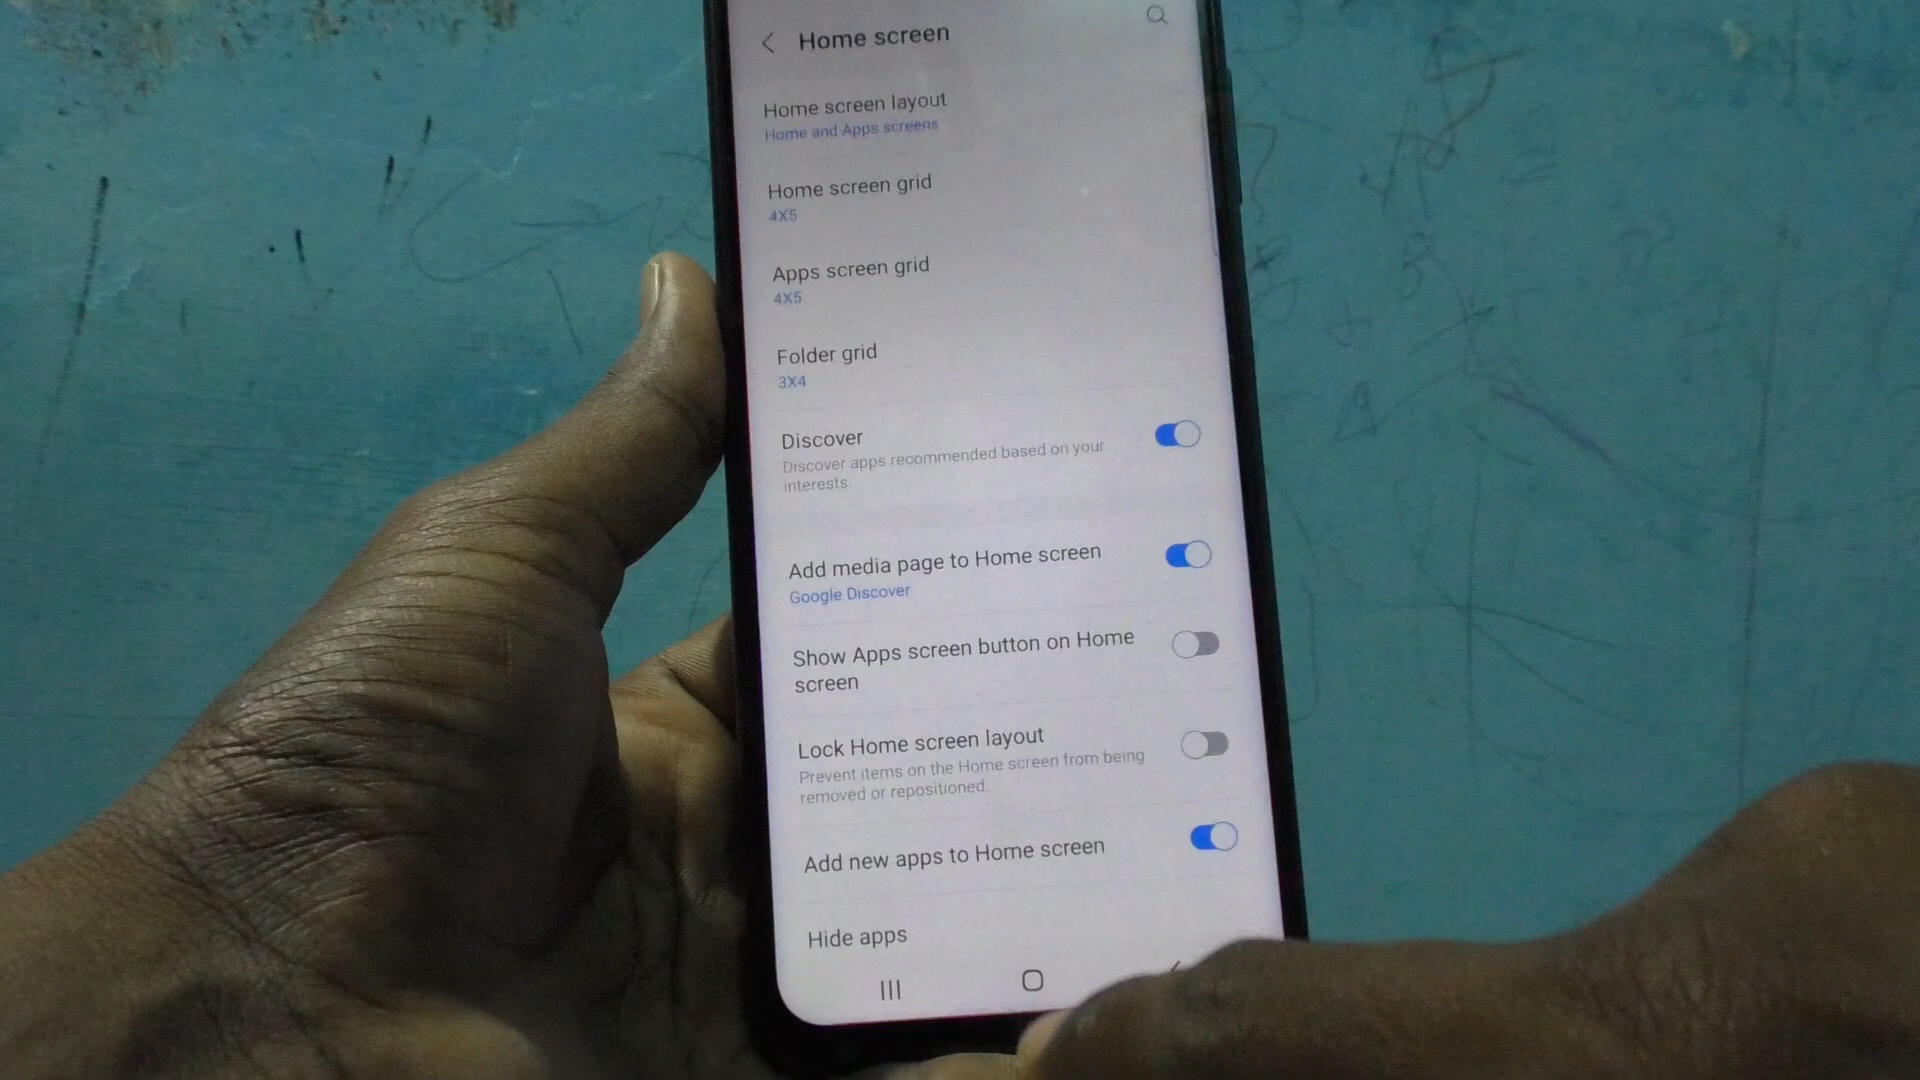 Home screen
Home screen layout
Home and Apps screens
Home screen grid
4X5
Apps screen grid
4X5
Folder grid
3X4
Discover
Discover apps recommended based on your
interests.
Add media page to Home screen
Google Discover
Show Apps screen button on Home
screen
Lock Home screen layout
Prevent items on the Home screen from being
removed or repositioned.
Add new apps to Home screen
Hide apps